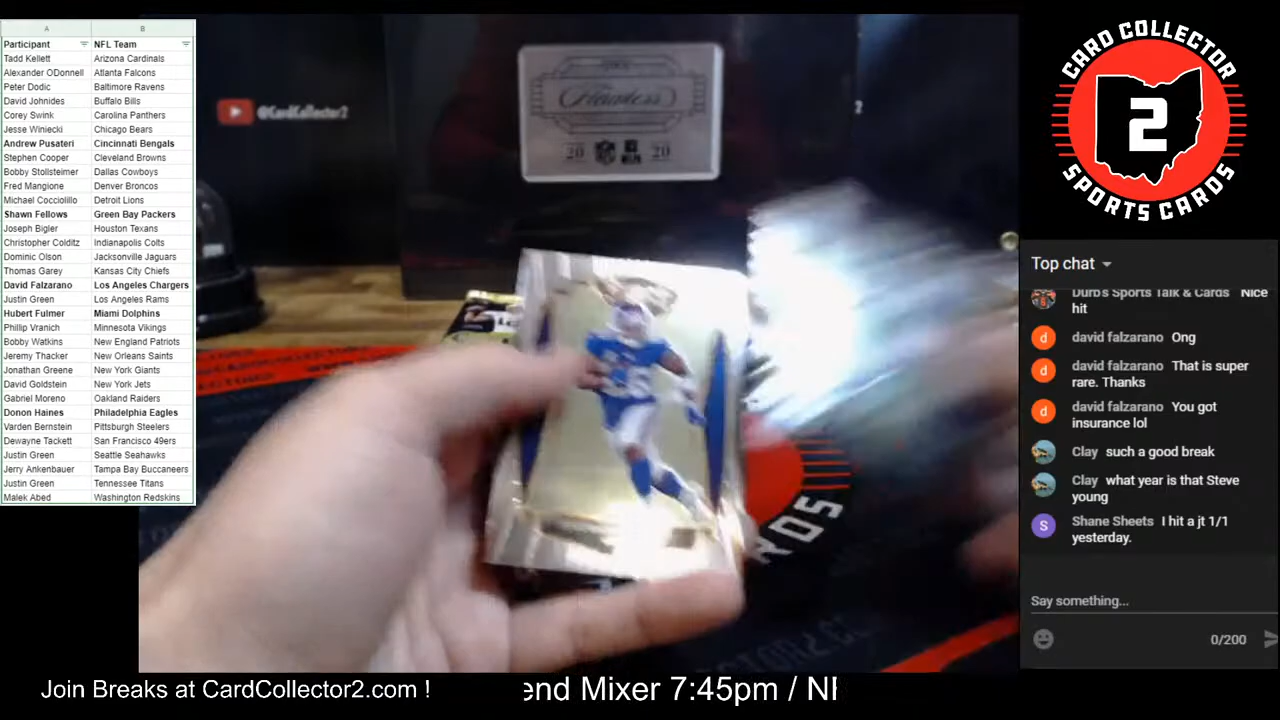 A B
Participant NFL Team
Tadd Kellett Arizona Cardinals
Alexander ODonnell Atlanta Falcons
Peter Dodic Baltimore Ravens
David Johnides Buffalo Bills
Corey Swink Carolina Panthers
Jesse Winiecki Chicago Bears
Andrew Pusateri Cincinnati Bengals
Stephen Cooper Cleveland Browns
Bobby Stollsteimer Dallas Cowboys
Fred Mangione Denver Broncos
Michael Cocciolillo Detroit Lions
Shawn Fellows Green Bay Packers
Joseph Bigler Houston Texans
Christopher Colditz Indianapolis Colts
Dominic Olson Jacksonville Jaguars
Thomas Garey Kansas City Chiefs
David Falzarano Los Angeles Chargers
Justin Green Los Angeles Rams
Hubert Fulmer Miami Dolphins
Phillip Vranich Minnesota Vikings
Bobby Watkins New England Patriots
Jeremy Thacker New Orleans Saints
Jonathan Greene New York Giants
David Goldstein New York Jets
Gabriel Moreno Oakland Raiders
Donon Haines Philadelphia Eagles
Varden Bernstein Pittsburgh Steelers
Dewayne Tackett San Francisco 49ers
Justin Green Seattle Seahawks
Jerry Ankenbauer Tampa Bay Buccaneers
Justin Green Tennessee Titans
Malek Abed Washington Redskins
@CardCollector2
Flawless
20 NFL 20
CARD COLLECTOR
2
SPORTS CARDS
Top chat
Durb's Sports Talk & Cards Nice
hit
david falzarano Ong
david falzarano That is super
rare. Thanks
david falzarano You got
insurance lol
Clay such a good break
Clay what year is that Steve
young
Shane Sheets I hit a jt 1/1
yesterday.
Say something...
0/200
Join Breaks at CardCollector2.com !
end Mixer 7:45pm / NF